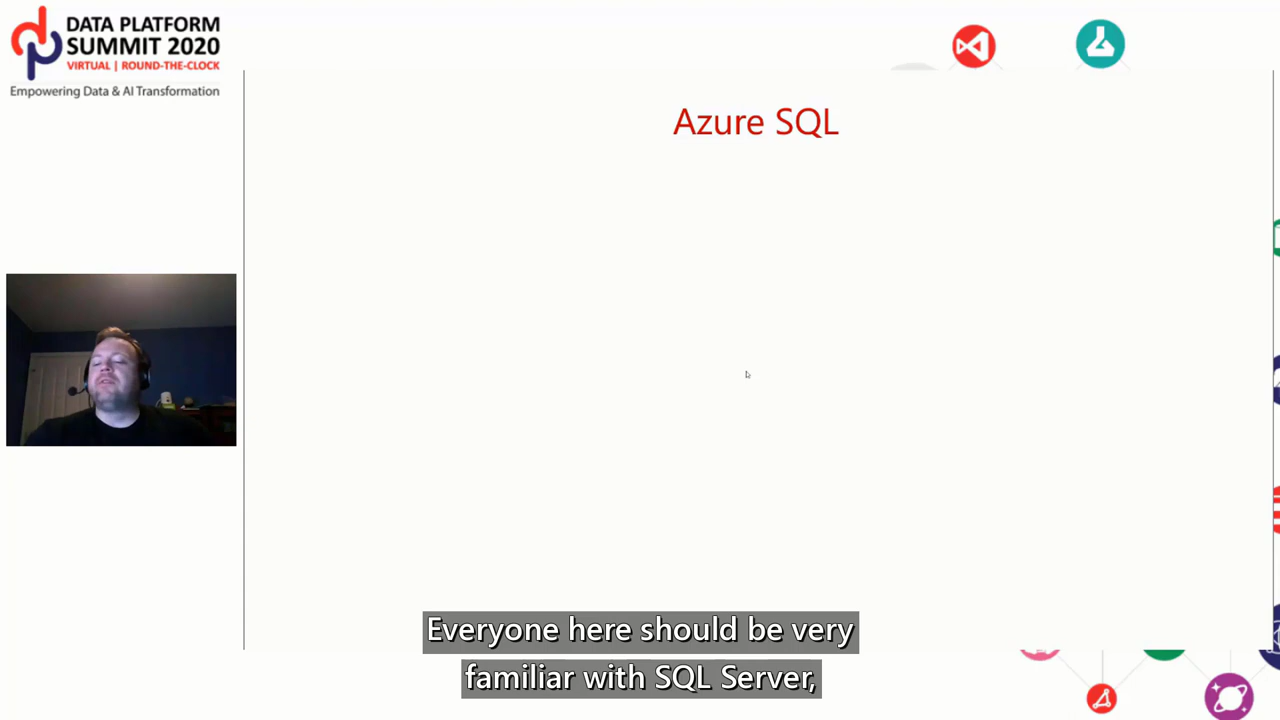 DATA PLATFORM
SUMMIT 2020
VIRTUAL | ROUND-THE-CLOCK
Empowering Data & AI Transformation
Azure SQL
Everyone here should be very
familiar with SQL Server,